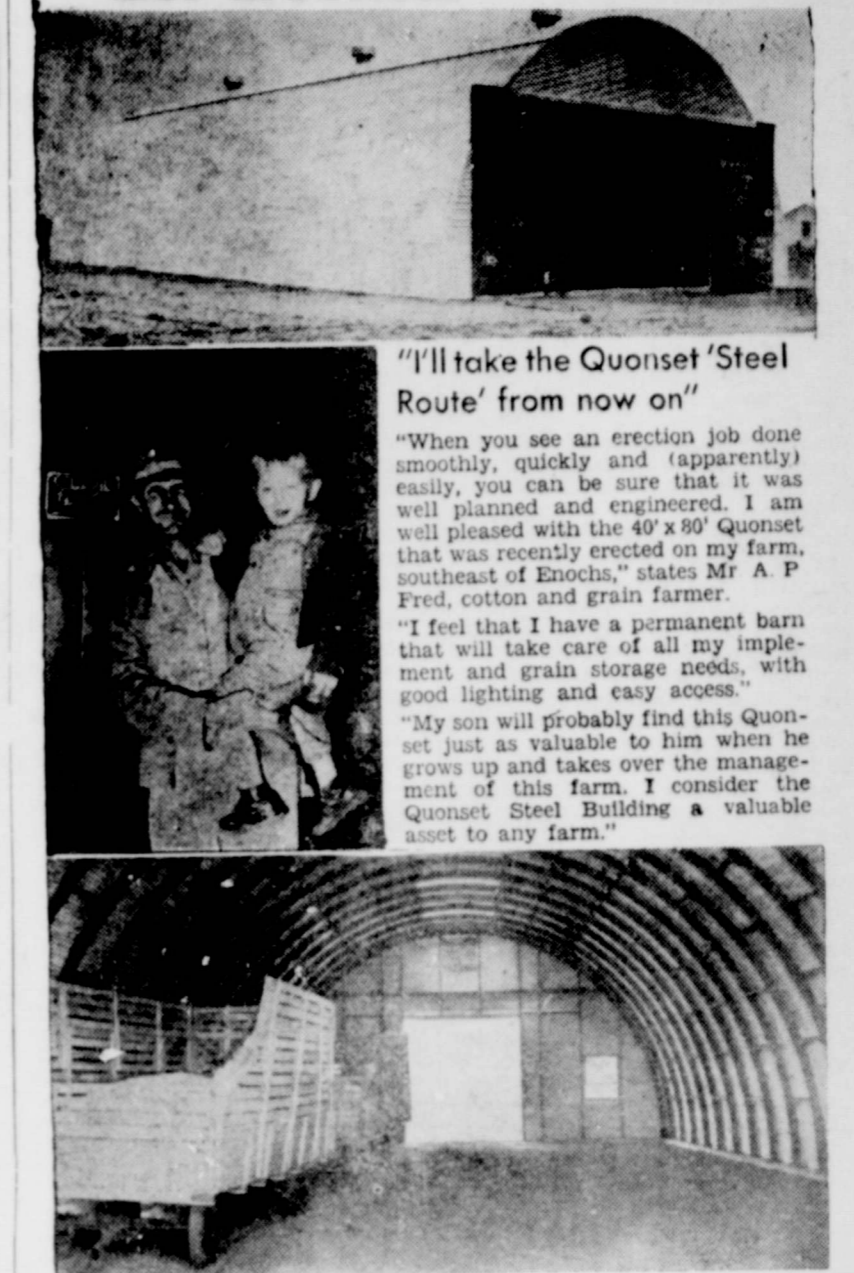 "I'll take the Quonset 'Steel
Route' from now on"
"When you see an erection job done
smoothly, quickly and (apparently)
easily, you can be sure that it was
well planned and engineered. I am
well pleased with the 40' x 80' Quonset
that was recently erected on my farm,
southeast of Enochs," states Mr A. P
Fred, cotton and grain farmer.
"I feel that I have a permanent barn
that will take care of all my imple-
ment and grain storage needs, with
good lighting and easy access."
"My son will probably find this Quon-
set just as valuable to him when he
grows up and takes over the manage-
ment of this farm. I consider the
Quonset Steel Building a valuable
asset to any farm."